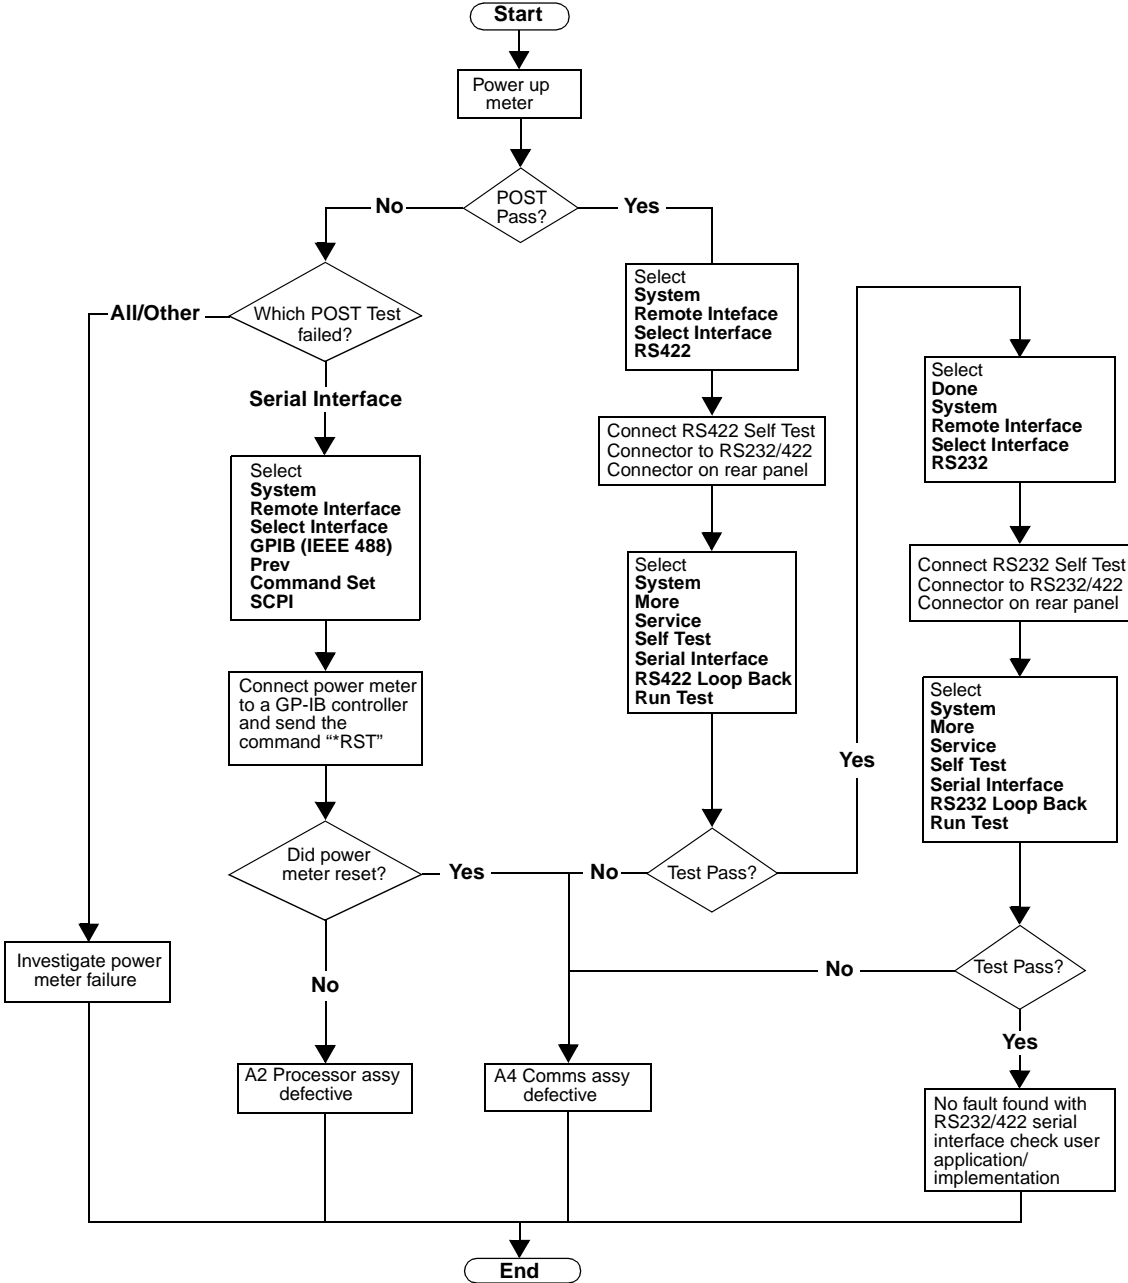 Start
Power up
meter
POST
Pass?
No
Yes
Which POST Test
failed?
All/Other
Serial Interface
Select
System
Remote Interface
Select Interface
GPIB (IEEE 488)
Prev
Command Set
SCPI
Connect power meter
to a GP-IB controller
and send the
command “*RST”
Did power
meter reset?
Yes
No
Investigate power
meter failure
A2 Processor assy
defective
A4 Comms assy
defective
Select
System
Remote Inteface
Select Interface
RS422
Connect RS422 Self Test
Connector to RS232/422
Connector on rear panel
Select
System
More
Service
Self Test
Serial Interface
RS422 Loop Back
Run Test
Test Pass?
No
Yes
Select
Done
System
Remote Interface
Select Interface
RS232
Connect RS232 Self Test
Connector to RS232/422
Connector on rear panel
Select
System
More
Service
Self Test
Serial Interface
RS232 Loop Back
Run Test
Test Pass?
No
Yes
No fault found with
RS232/422 serial
interface check user
application/
implementation
End